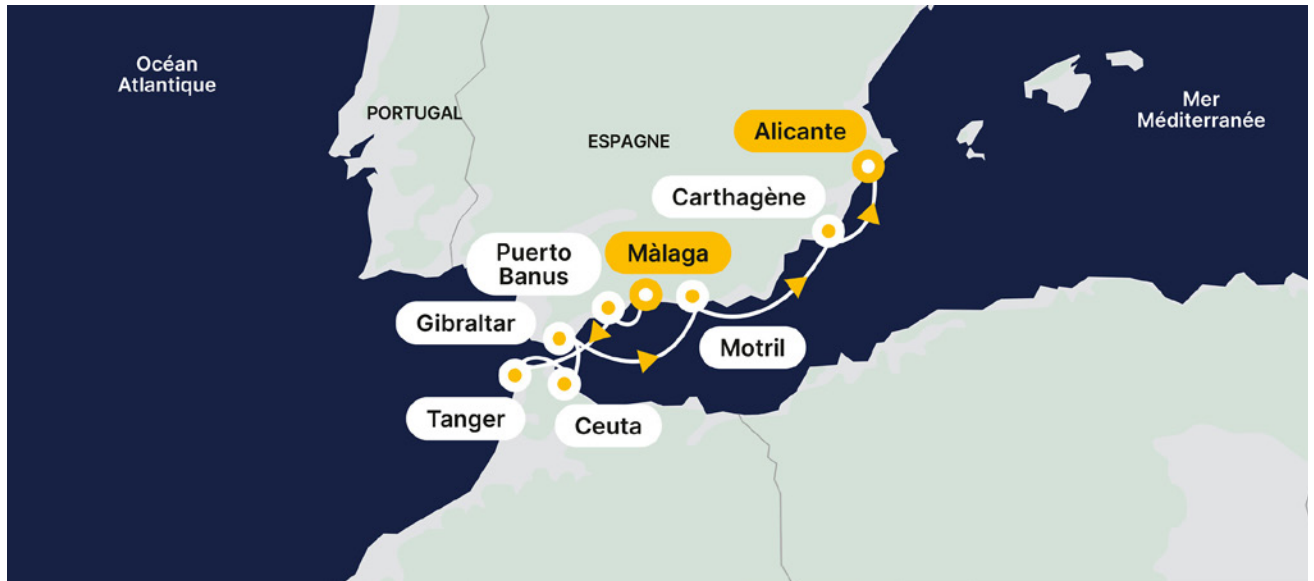 Océan
Atlantique
PORTUGAL
ESPAGNE
Mer
Méditerranée
Alicante
Carthagène
Puerto
Banus
Màlaga
Gibraltar
Motril
Tanger
Ceuta